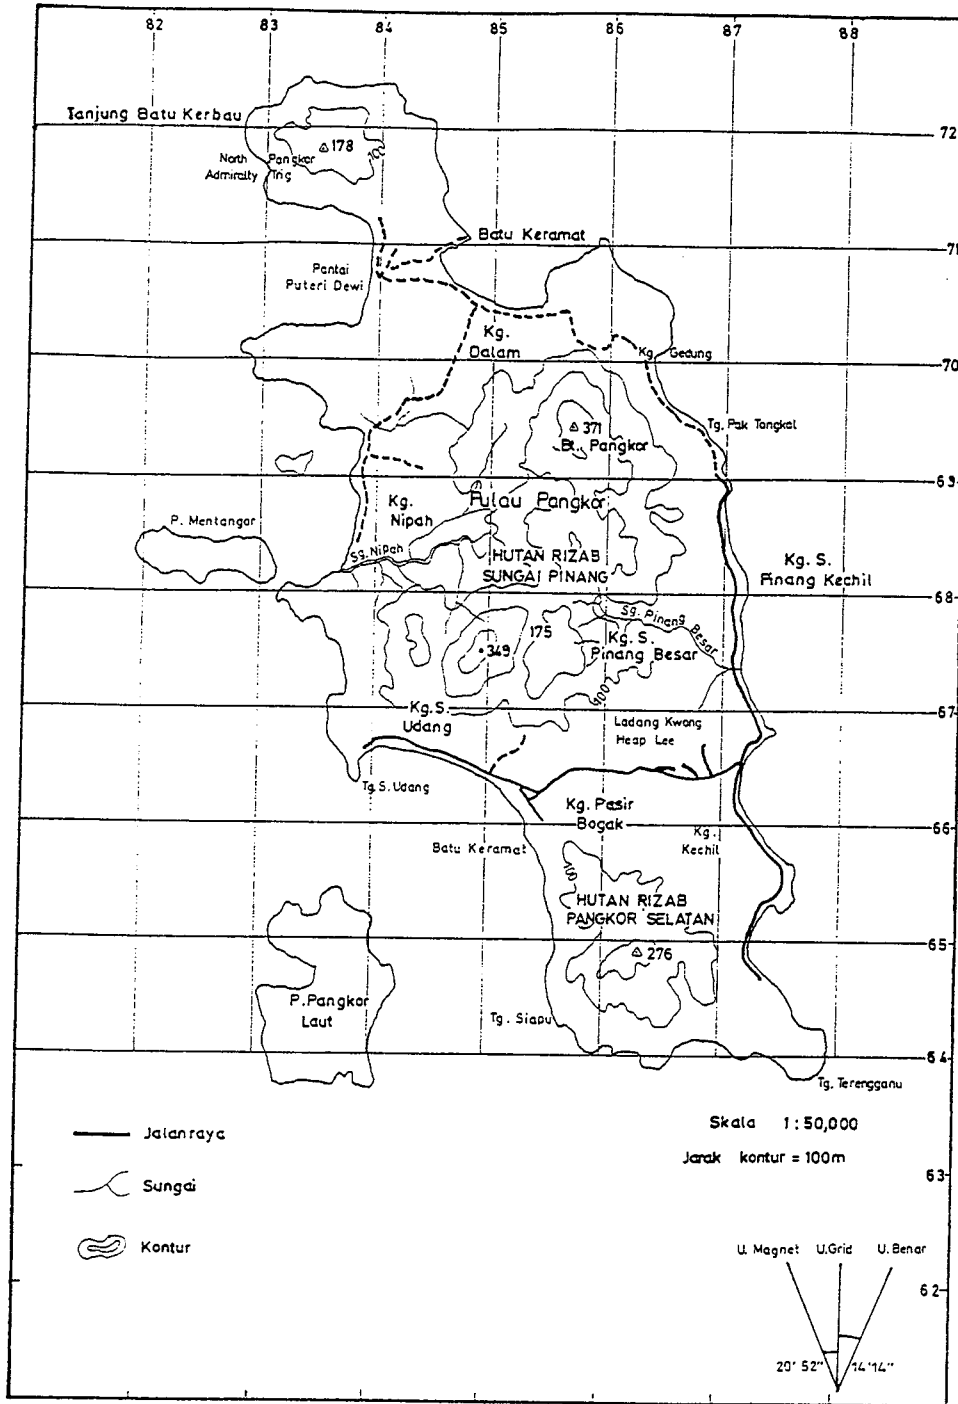 82 83 84 85 86 87 88
Tanjung Batu Kerbau
72
178
100
North Pangkor
Admiralty Trig
Batu Keramat
71
Pantai
Puteri Dewi
Kg.
Dalam
Kg. Gedung
70
Tg. Pak Tangkal
371
Bt. Pangkor
69
Kg.
Nipah
Pulau Pangkor
P. Mentangor
Sg. Nipah
HUTAN RIZAB
SUNGAI PINANG
Kg. S.
Pinang Kechil
68
Sg. Pinang Besar
175
349
Kg. S.
Pinang Besar
100
67
Kg. S.
Udang
Ladang Kwong
Heap Lee
Tg. S. Udang
Kg. Pasir
Bogak
66
Batu Keramat
Kg.
Kechil
100
HUTAN RIZAB
PANGKOR SELATAN
65
276
P. Pangkor
Laut
Tg. Siapu
64
Tg. Terengganu
Skala 1:50,000
Jalanraya
Jarak kontur = 100m
63
Sungai
Kontur
U. Magnet U. Grid U. Benar
62
20' 52" 14' 14"